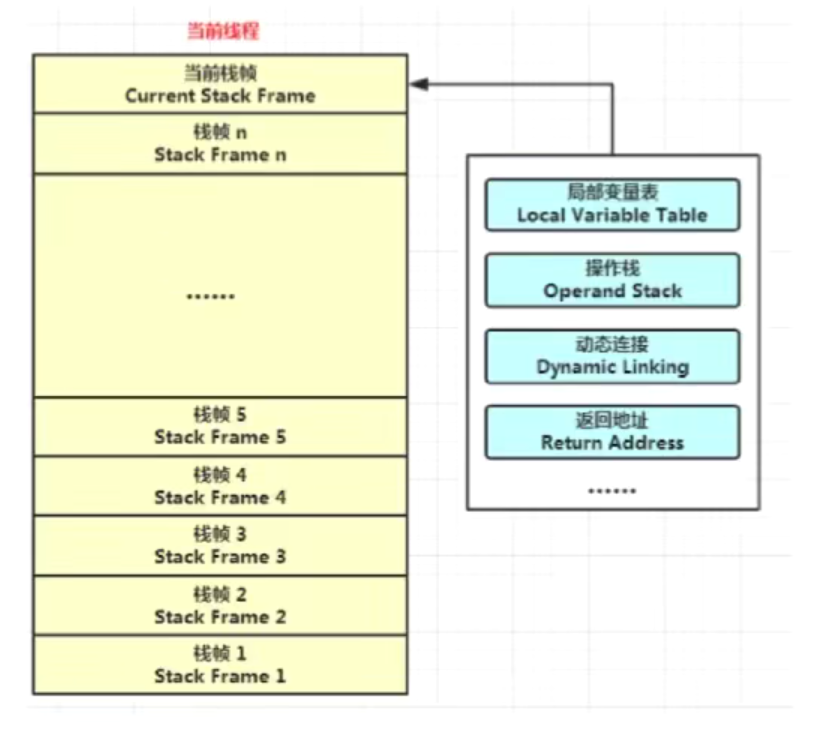 当前线程
当前栈帧
Current Stack Frame
栈帧 n
Stack Frame n
......
栈帧 5
Stack Frame 5
栈帧 4
Stack Frame 4
栈帧 3
Stack Frame 3
栈帧 2
Stack Frame 2
栈帧 1
Stack Frame 1
局部变量表
Local Variable Table
操作栈
Operand Stack
动态连接
Dynamic Linking
返回地址
Return Address
......